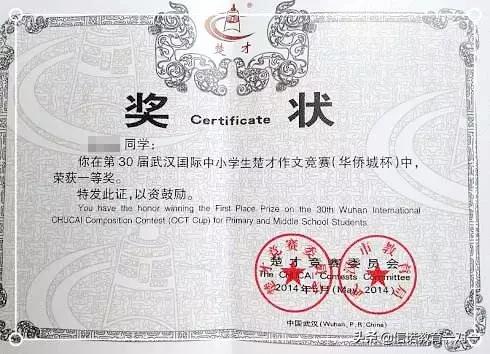 楚才
奖 Certificate 状
同学:
你在第30届武汉国际中小学生楚才作文竞赛(华侨城杯)中,
荣获一等奖。
特发此证,以资鼓励。
You have the honor winning the First Place Prize on the 30th Wuhan International
CHUCAI Composition Contest (OCT Cup) for Primary and Middle School Students.
楚才竞赛委员会
The CHUCAI Contests Committee
2014年5月(May,2014)
中国武汉(Wuhan, P.R.China)
头条@信诺教育